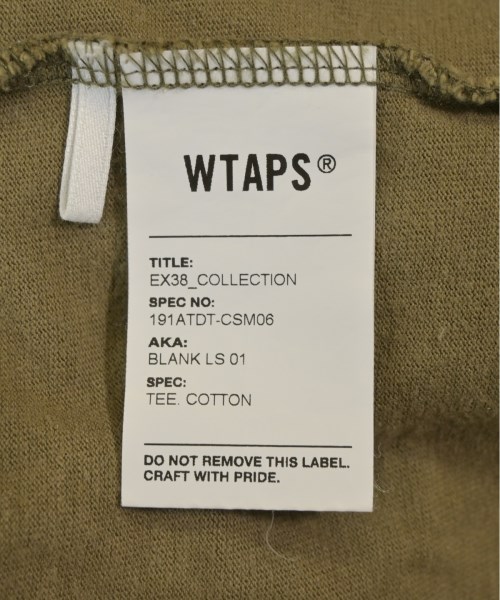 WTAPS®
TITLE:
EX38_COLLECTION
SPEC NO:
191ATDT-CSM06
AKA:
BLANK LS 01
SPEC:
TEE. COTTON
DO NOT REMOVE THIS LABEL.
CRAFT WITH PRIDE.